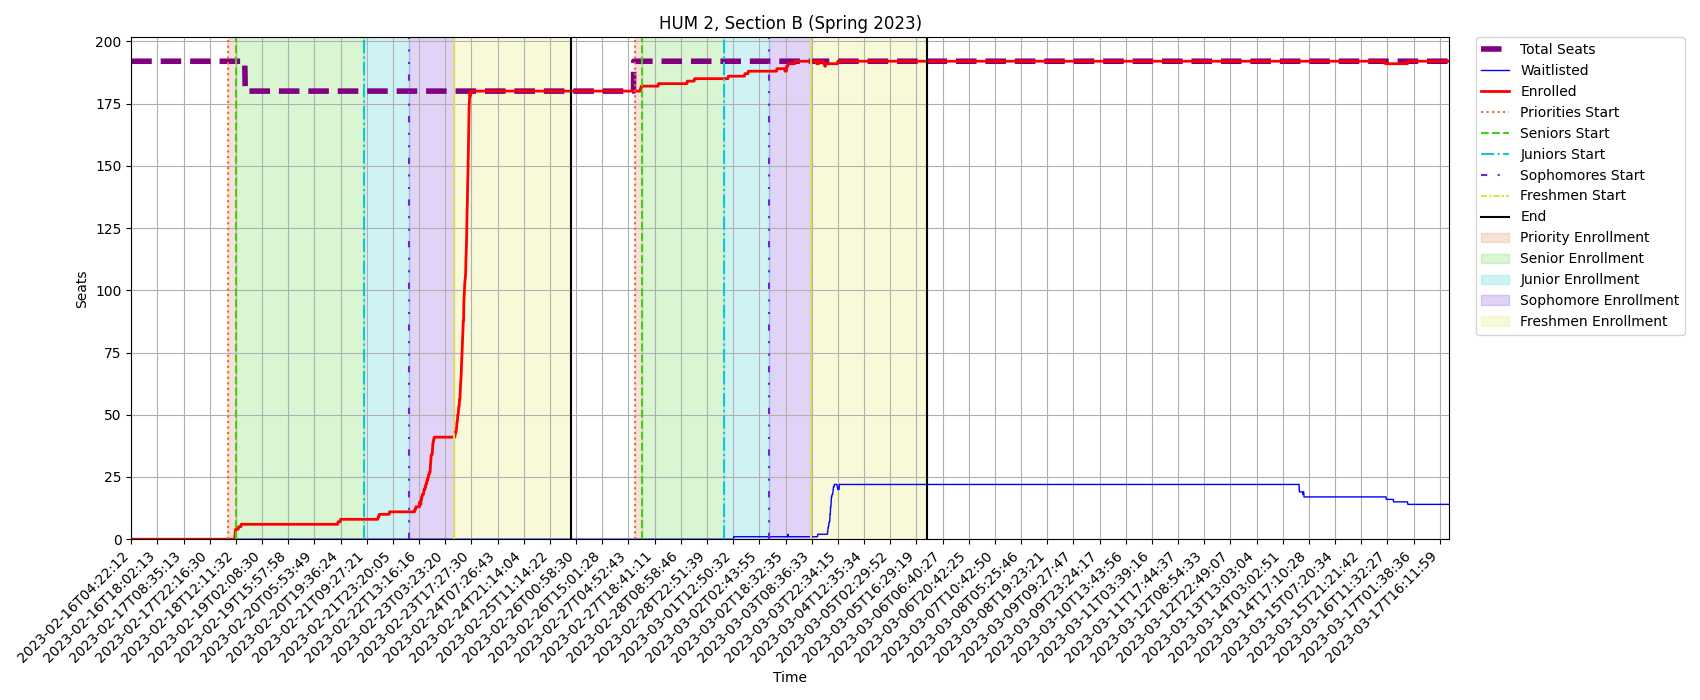 HUM 2, Section B (Spring 2023)
Seats
200
175
150
125
100
75
50
25
0
2023-02-16T04:22:12
2023-02-16T18:02:13
2023-02-17T08:35:13
2023-02-17T22:16:30
2023-02-18T12:11:32
2023-02-19T02:08:30
2023-02-19T15:57:58
2023-02-20T05:53:49
2023-02-20T19:36:24
2023-02-21T09:27:21
2023-02-21T23:20:05
2023-02-22T13:16:16
2023-02-23T03:23:20
2023-02-23T17:27:30
2023-02-24T07:26:43
2023-02-24T21:14:04
2023-02-25T11:14:22
2023-02-26T00:58:30
2023-02-26T15:01:28
2023-02-27T04:52:43
2023-02-27T18:41:11
2023-02-28T08:58:46
2023-02-28T22:51:39
2023-03-01T12:50:32
2023-03-02T02:43:55
2023-03-02T18:32:35
2023-03-03T08:36:33
2023-03-03T22:34:15
2023-03-04T12:35:34
2023-03-05T02:29:52
2023-03-05T16:29:19
2023-03-06T06:40:27
2023-03-06T20:42:25
2023-03-07T10:42:50
2023-03-08T05:25:46
2023-03-08T19:23:21
2023-03-09T09:27:47
2023-03-09T23:24:17
2023-03-10T13:43:56
2023-03-11T03:39:16
2023-03-11T17:44:37
2023-03-12T08:54:33
2023-03-12T22:49:07
2023-03-13T13:03:04
2023-03-14T03:02:51
2023-03-14T17:10:28
2023-03-15T07:20:34
2023-03-15T21:21:42
2023-03-16T11:32:27
2023-03-17T01:38:36
2023-03-17T16:11:59
Time
Total Seats
Waitlisted
Enrolled
Priorities Start
Seniors Start
Juniors Start
Sophomores Start
Freshmen Start
End
Priority Enrollment
Senior Enrollment
Junior Enrollment
Sophomore Enrollment
Freshmen Enrollment